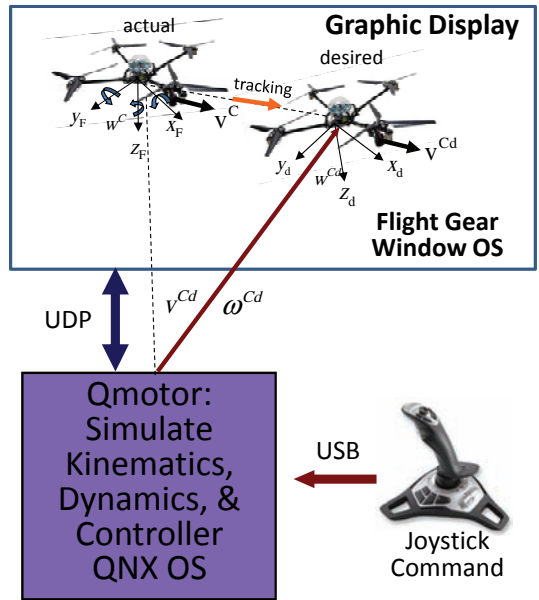 Graphic Display
actual
desired
tracking
V^C
y_F
w^C
x_F
z_F
V^Cd
y_d
w^Cd
x_d
z_d
Flight Gear
Window OS
UDP
v^Cd
ω^Cd
Qmotor:
Simulate
Kinematics,
Dynamics, &
Controller
QNX OS
USB
Joystick
Command